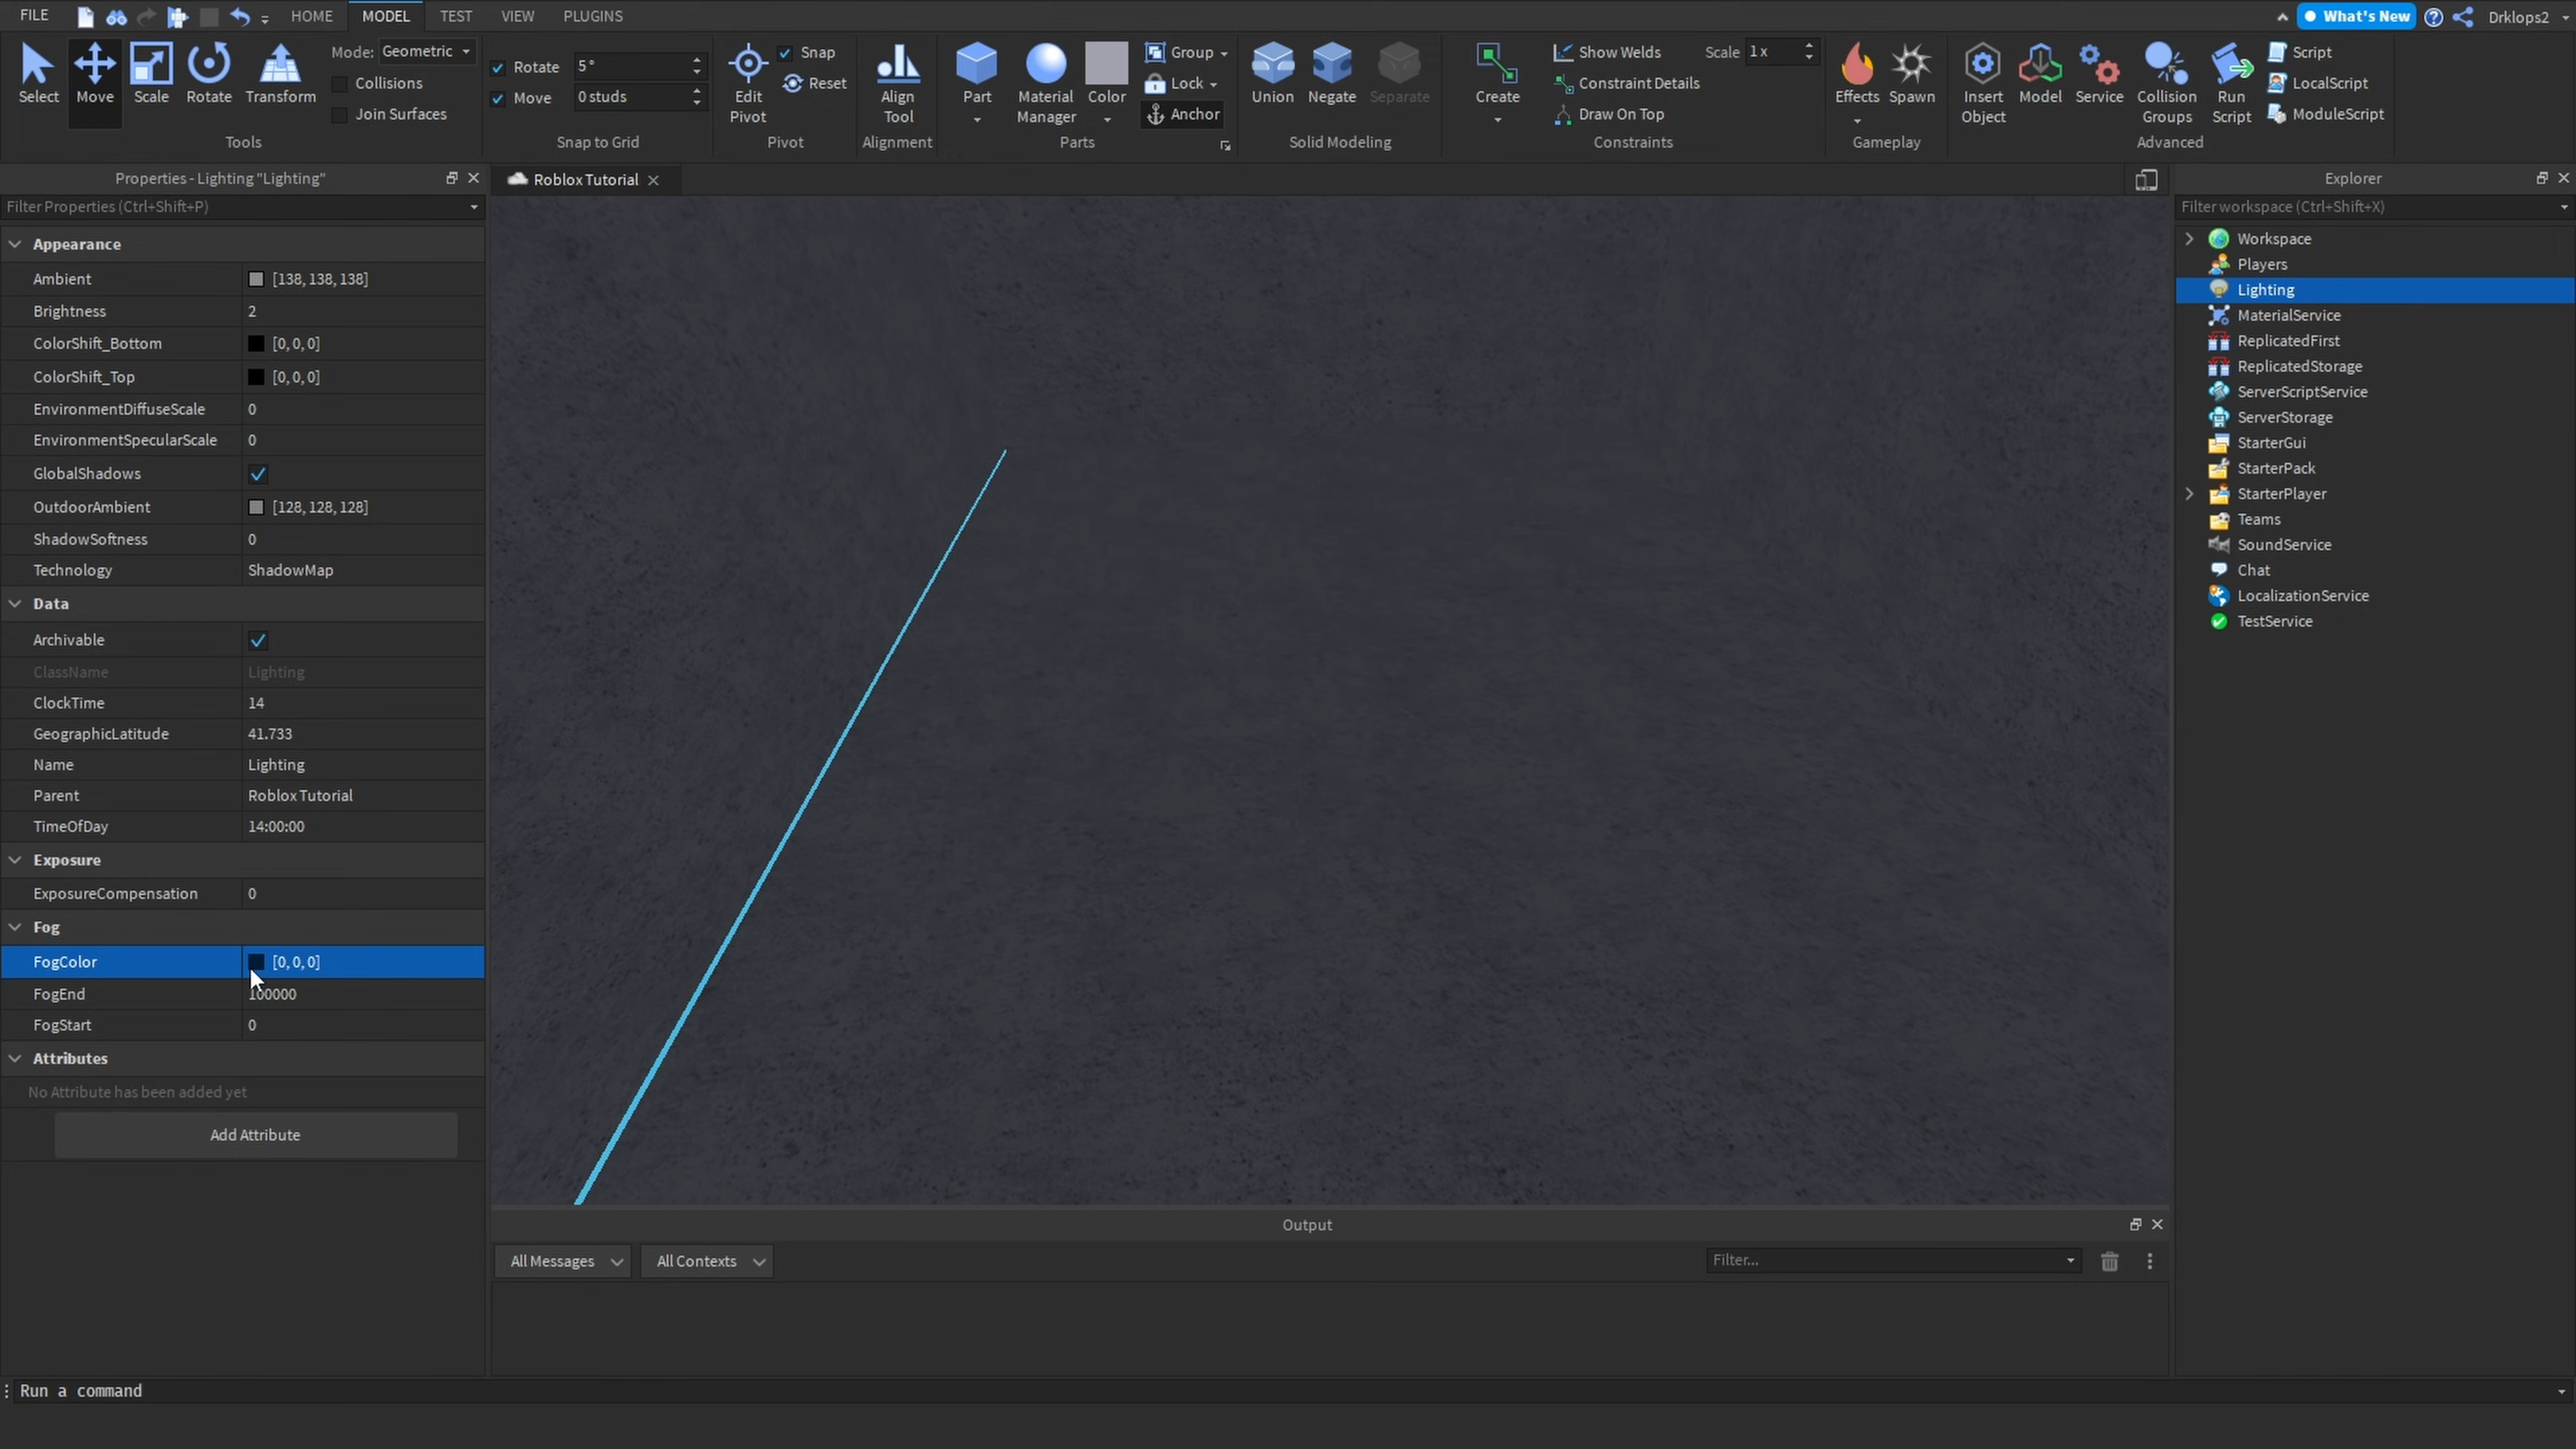 FILE HOME MODEL TEST VIEW PLUGINS What's New Drklops2
Select Move Scale Rotate Transform
Mode: Geometric
Collisions
Join Surfaces
Tools
Rotate 5°
Move 0 studs
Snap to Grid
Edit Pivot
Snap
Reset
Pivot
Align Tool
Alignment
Part
Material Manager
Color
Group
Lock
Anchor
Parts
Union Negate Separate
Solid Modeling
Create
Show Welds
Constraint Details
Draw On Top
Scale 1 x
Constraints
Effects Spawn
Gameplay
Insert Object
Model
Service
Collision Groups
Run Script
Script
LocalScript
ModuleScript
Advanced
Properties - Lighting "Lighting"
Filter Properties (Ctrl+Shift+P)
Appearance
Ambient [138, 138, 138]
Brightness 2
ColorShift_Bottom [0, 0, 0]
ColorShift_Top [0, 0, 0]
EnvironmentDiffuseScale 0
EnvironmentSpecularScale 0
GlobalShadows
OutdoorAmbient [128, 128, 128]
ShadowSoftness 0
Technology ShadowMap
Data
Archivable
ClassName Lighting
ClockTime 14
GeographicLatitude 41.733
Name Lighting
Parent Roblox Tutorial
TimeOfDay 14:00:00
Exposure
ExposureCompensation 0
Fog
FogColor [0, 0, 0]
FogEnd 100000
FogStart 0
Attributes
No Attribute has been added yet
Add Attribute
Roblox Tutorial
Output
All Messages All Contexts Filter...
Explorer
Filter workspace (Ctrl+Shift+X)
Workspace
Players
Lighting
MaterialService
ReplicatedFirst
ReplicatedStorage
ServerScriptService
ServerStorage
StarterGui
StarterPack
StarterPlayer
Teams
SoundService
Chat
LocalizationService
TestService
Run a command